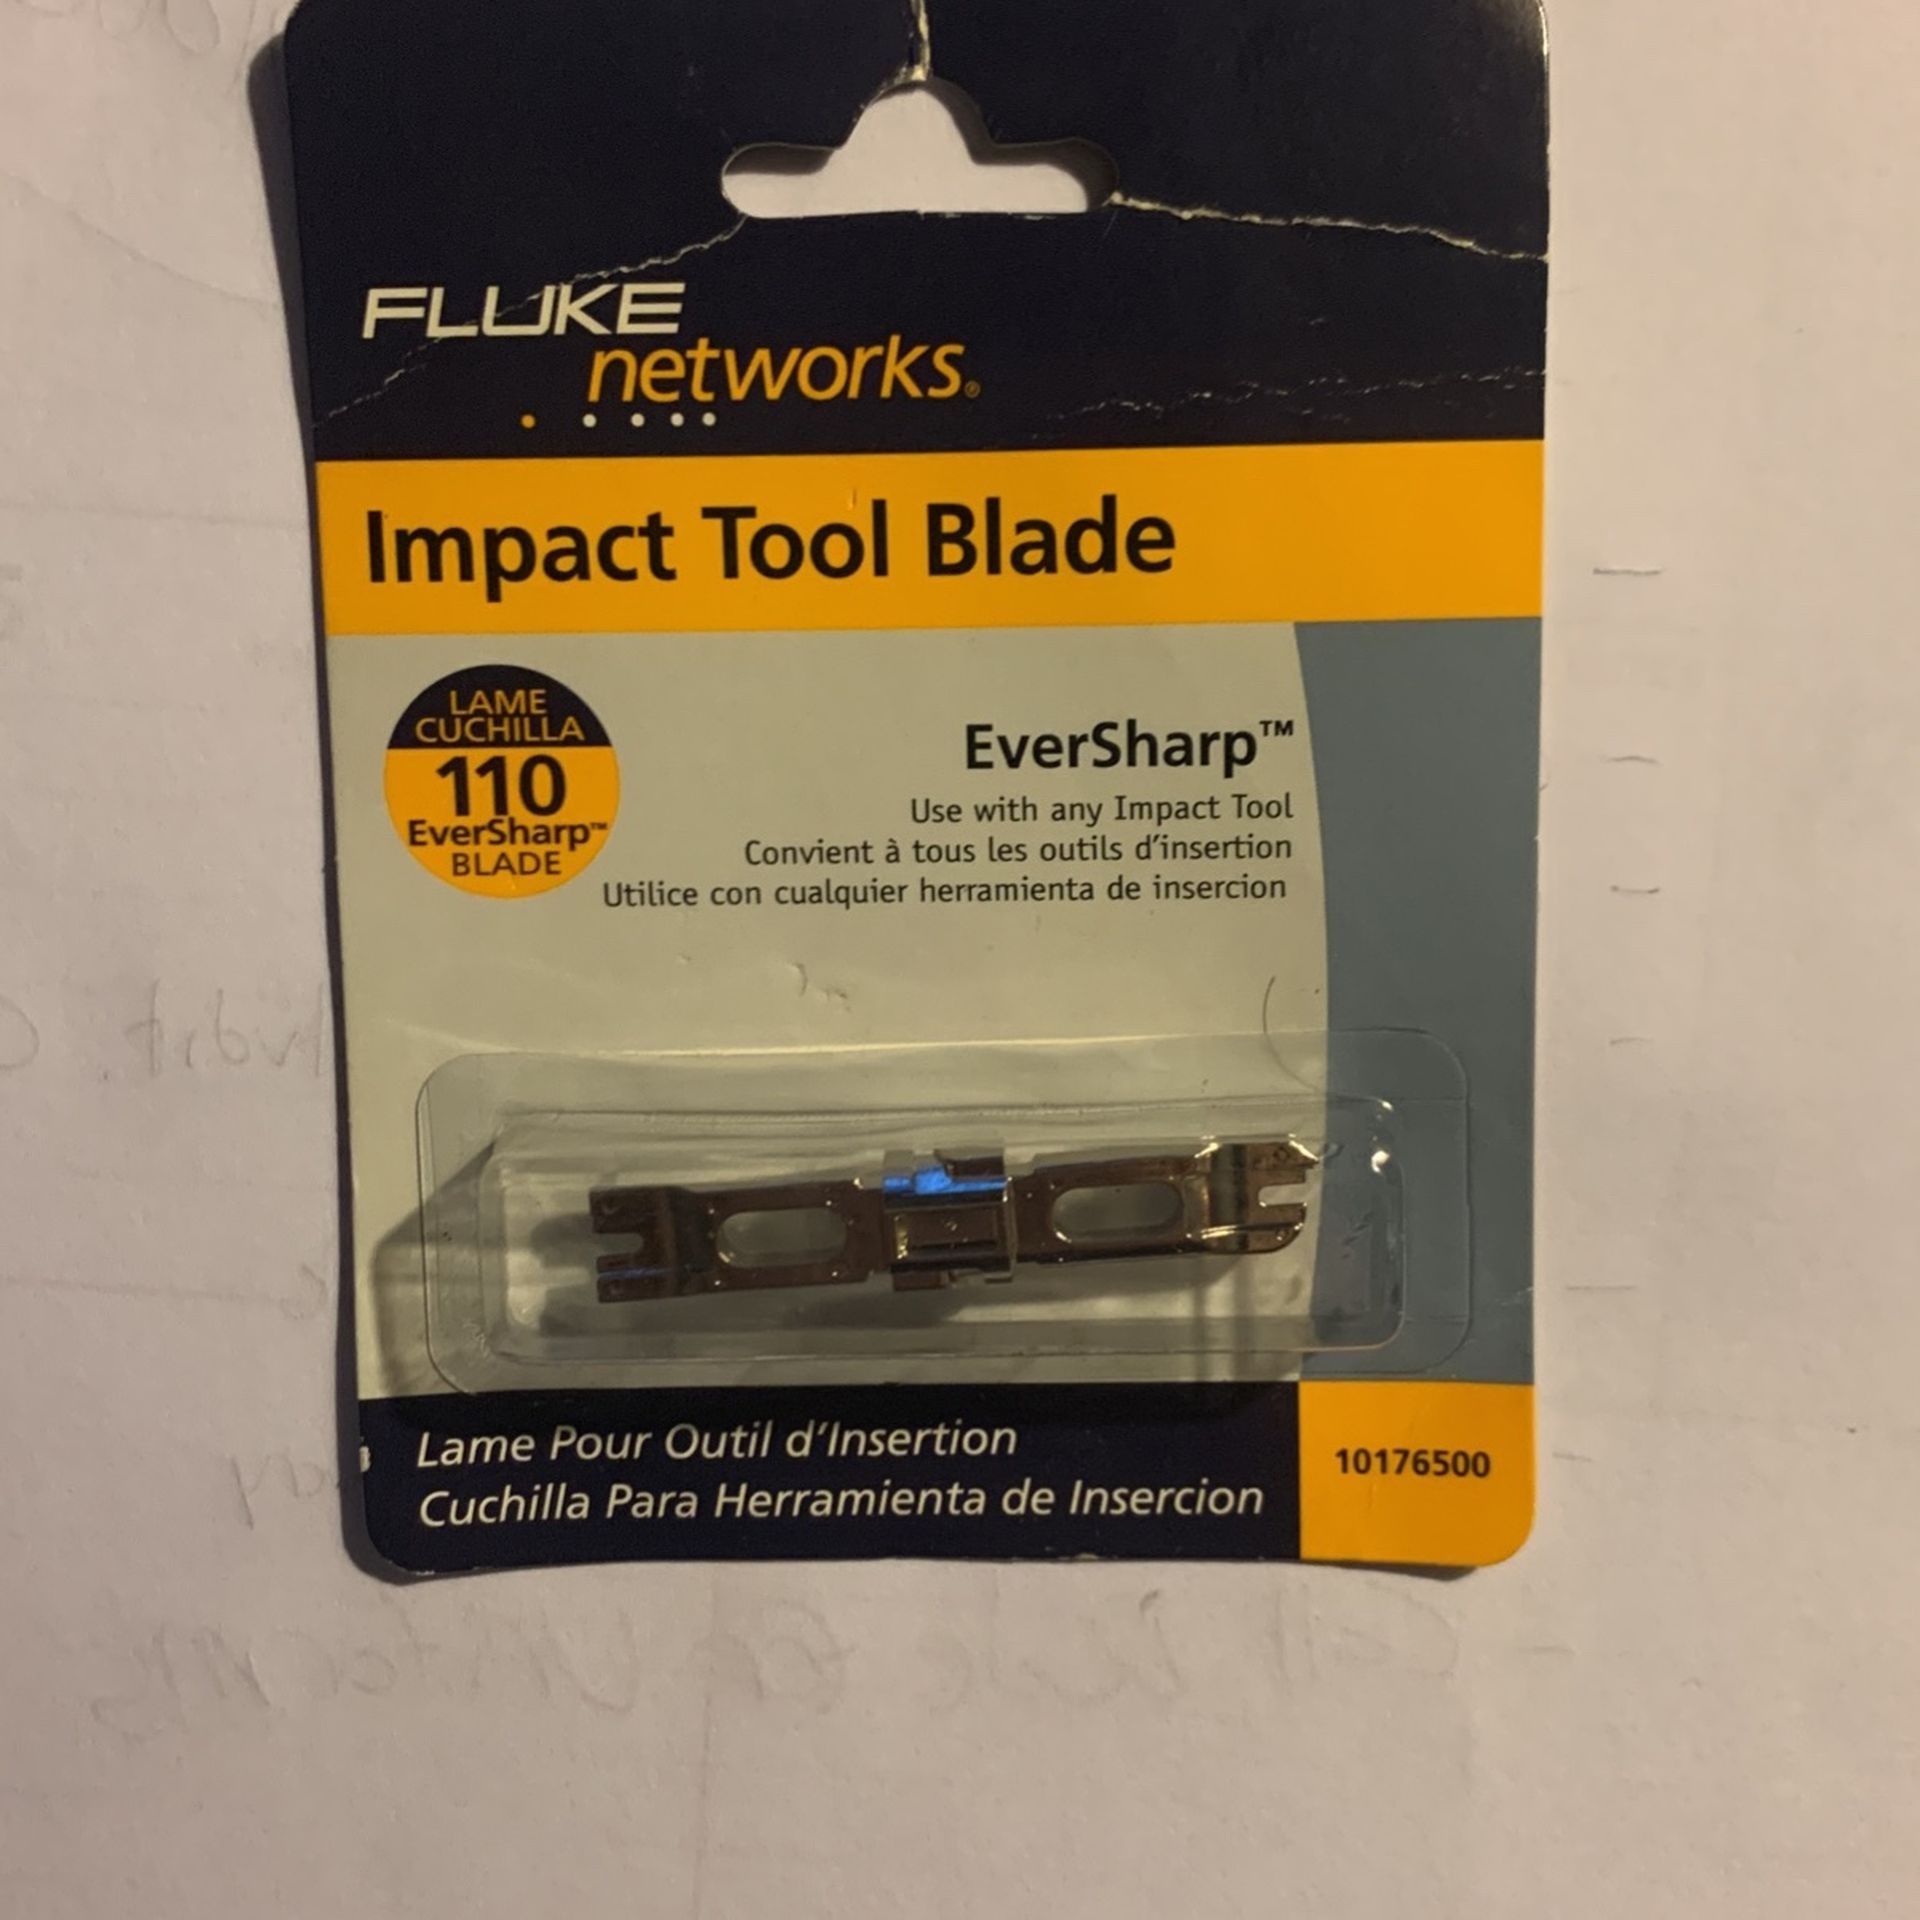 FLUKE
networks®
Impact Tool Blade
LAME
CUCHILLA
110
EverSharp™
BLADE
EverSharp™
Use with any Impact Tool
Convient à tous les outils d'insertion
Utilice con cualquier herramienta de insercion
Lame Pour Outil d'Insertion
Cuchilla Para Herramienta de Insercion
10176500